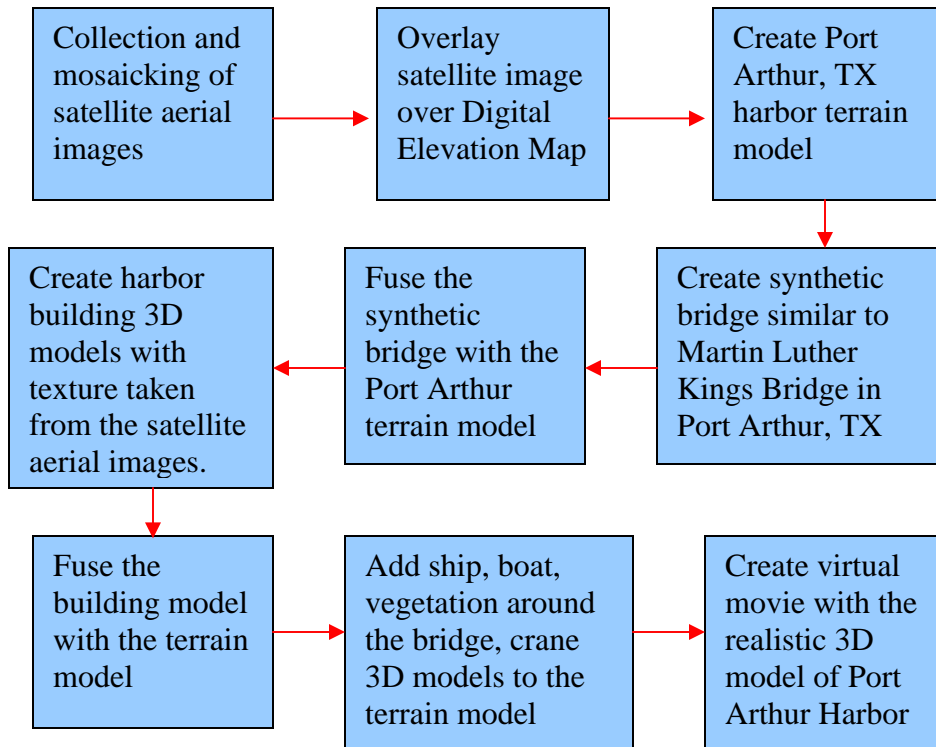 Collection and
mosaicking of
satellite aerial
images
Overlay
satellite image
over Digital
Elevation Map
Create Port
Arthur, TX
harbor terrain
model
Create synthetic
bridge similar to
Martin Luther
Kings Bridge in
Port Arthur, TX
Fuse the
synthetic
bridge with the
Port Arthur
terrain model
Create harbor
building 3D
models with
texture taken
from the satellite
aerial images.
Fuse the
building model
with the terrain
model
Add ship, boat,
vegetation around
the bridge, crane
3D models to the
terrain model
Create virtual
movie with the
realistic 3D
model of Port
Arthur Harbor